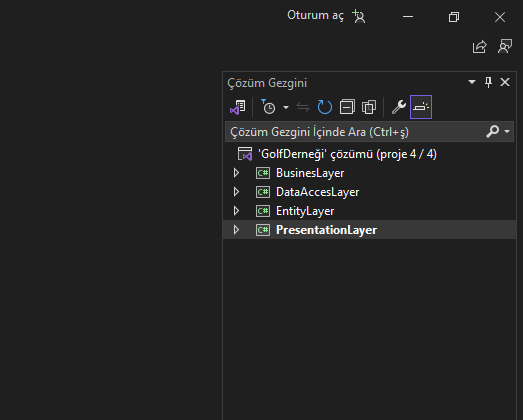 Oturum aç
Çözüm Gezgini
Çözüm Gezgini İçinde Ara (Ctrl+ş)
'GolfDerneği' çözümü (proje 4 / 4)
C# BusinesLayer
C# DataAccesLayer
C# EntityLayer
C# PresentationLayer